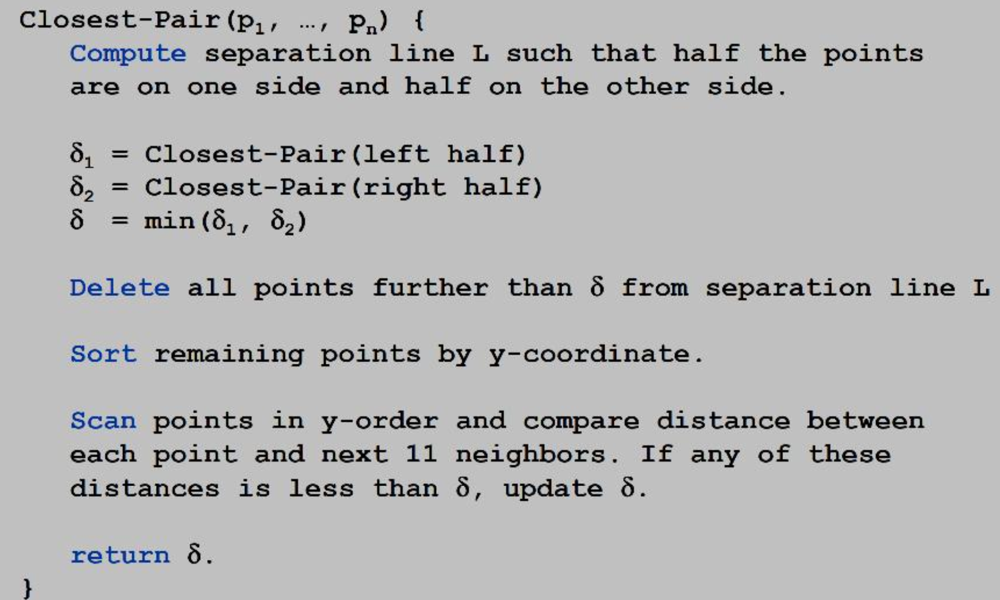 Closest-Pair(p₁, …, pₙ) {
Compute separation line L such that half the points
are on one side and half on the other side.
δ₁ = Closest-Pair(left half)
δ₂ = Closest-Pair(right half)
δ = min(δ₁, δ₂)
Delete all points further than δ from separation line L
Sort remaining points by y-coordinate.
Scan points in y-order and compare distance between
each point and next 11 neighbors. If any of these
distances is less than δ, update δ.
return δ.
}